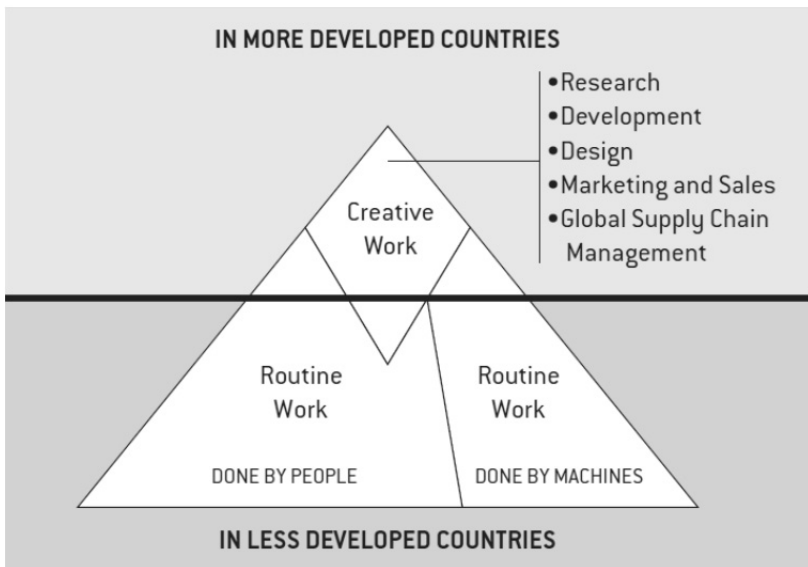 IN MORE DEVELOPED COUNTRIES
•Research
•Development
•Design
•Marketing and Sales
•Global Supply Chain
Management
Creative
Work
Routine
Work
DONE BY PEOPLE
Routine
Work
DONE BY MACHINES
IN LESS DEVELOPED COUNTRIES